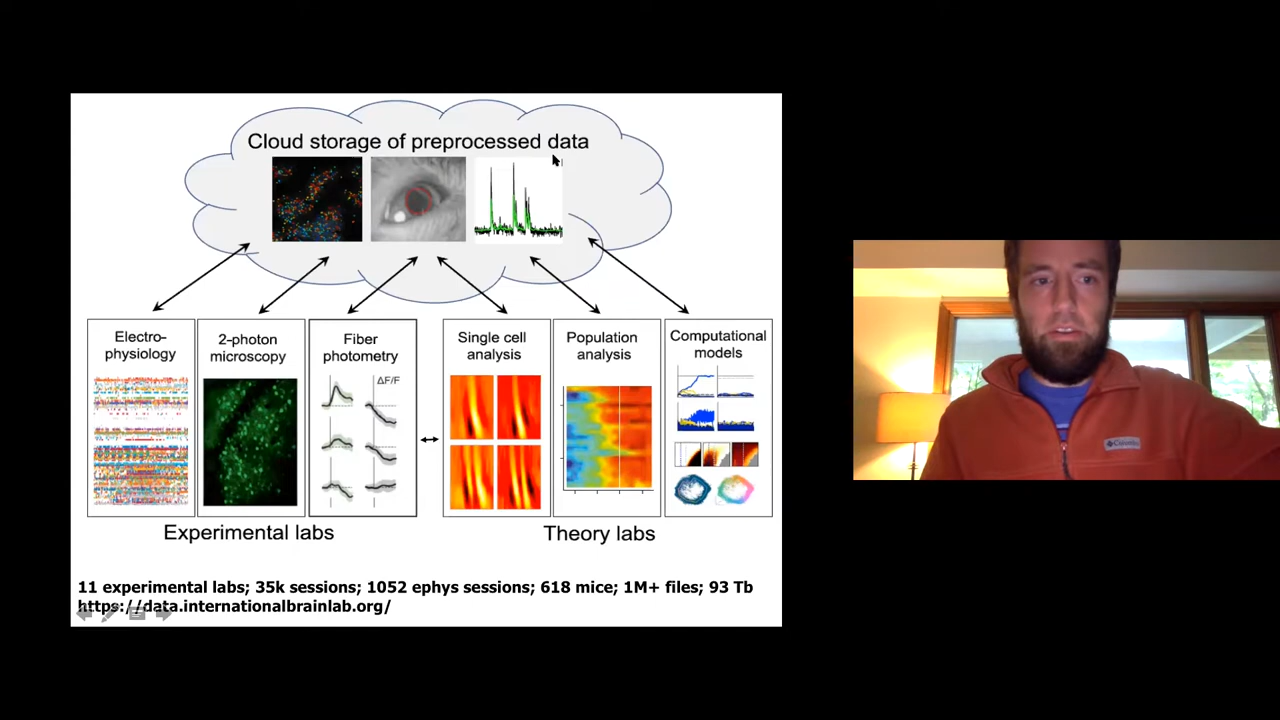 Cloud storage of preprocessed data
Electro-
physiology
2-photon
microscopy
Fiber
photometry
ΔF/F
Single cell
analysis
Population
analysis
Computational
models
Experimental labs
Theory labs
11 experimental labs; 35k sessions; 1052 ephys sessions; 618 mice; 1M+ files; 93 Tb
https://data.internationalbrainlab.org/
Columbia